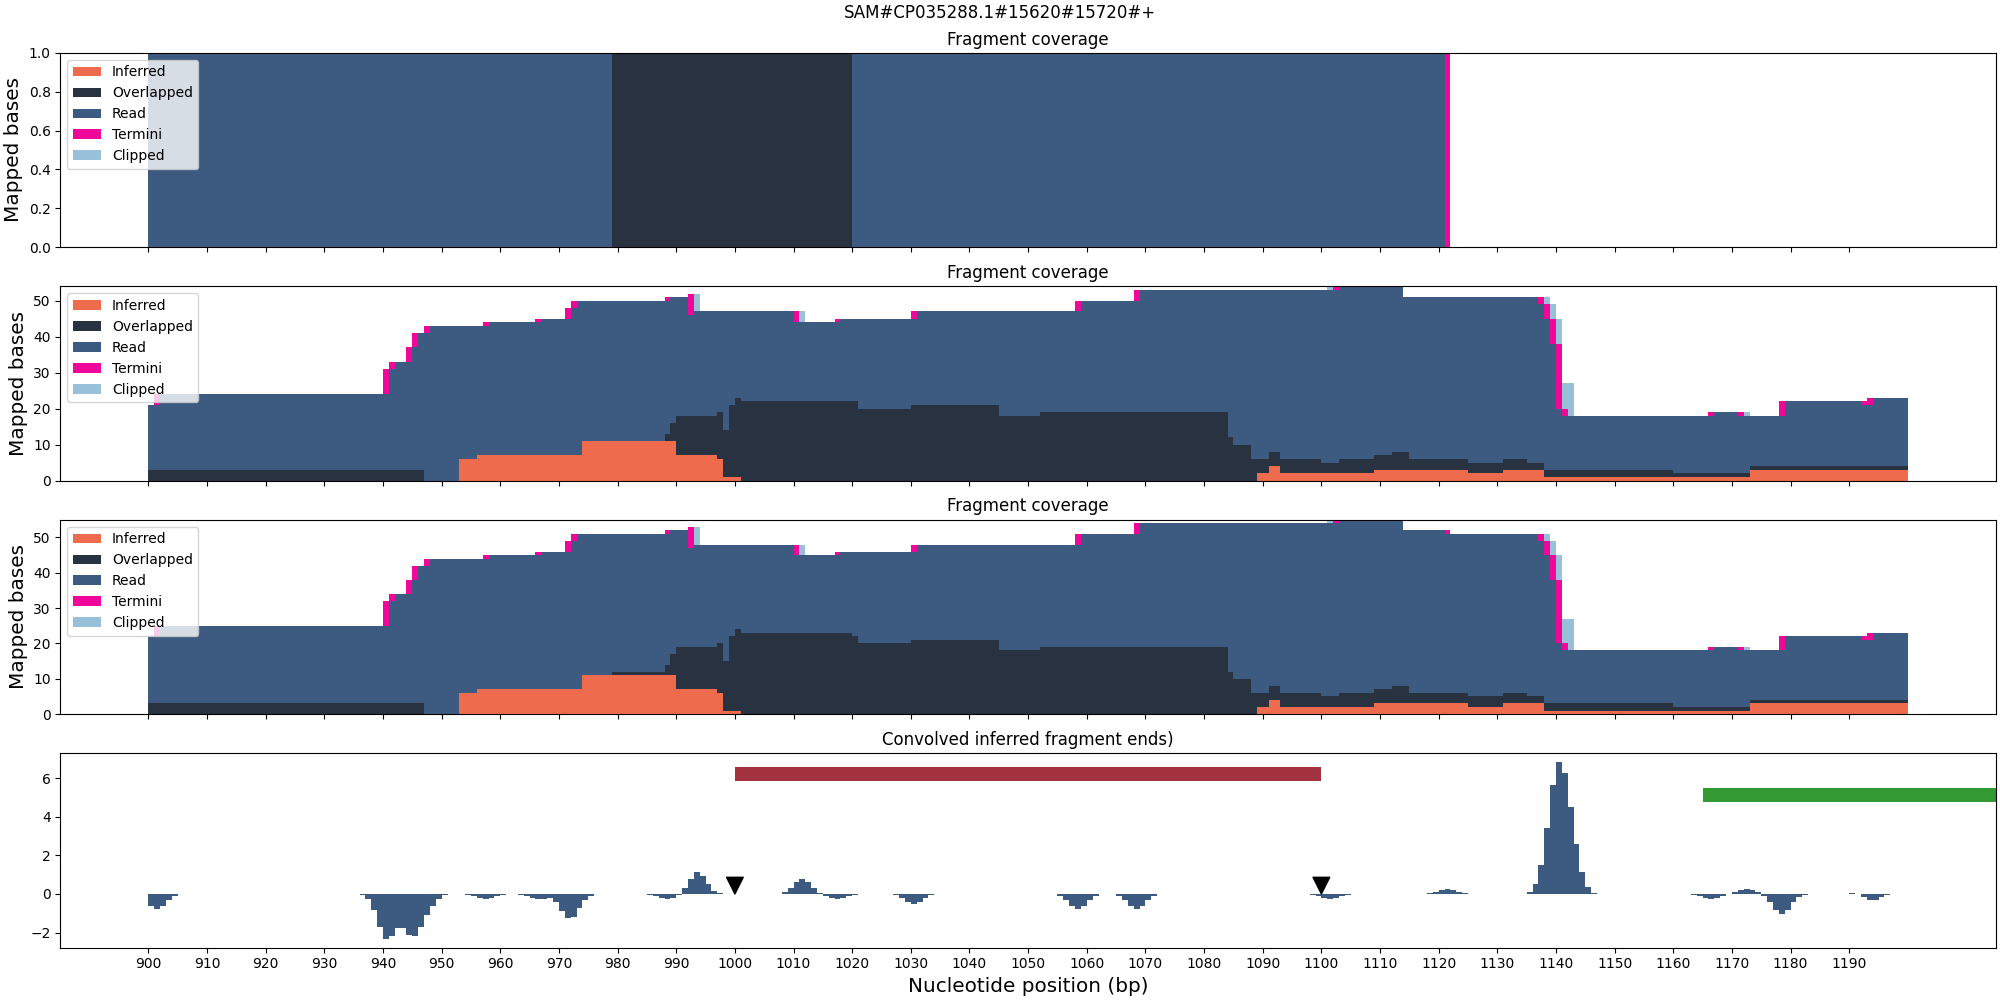 SAM#CP035288.1#15620#15720#+
Fragment coverage
Mapped bases
1.0
0.8
0.6
0.4
0.2
0.0
Inferred
Overlapped
Read
Termini
Clipped
Fragment coverage
Mapped bases
50
40
30
20
10
0
Inferred
Overlapped
Read
Termini
Clipped
Fragment coverage
Mapped bases
50
40
30
20
10
0
Inferred
Overlapped
Read
Termini
Clipped
Convolved inferred fragment ends)
6
4
2
0
−2
900 910 920 930 940 950 960 970 980 990 1000 1010 1020 1030 1040 1050 1060 1070 1080 1090 1100 1110 1120 1130 1140 1150 1160 1170 1180 1190
Nucleotide position (bp)